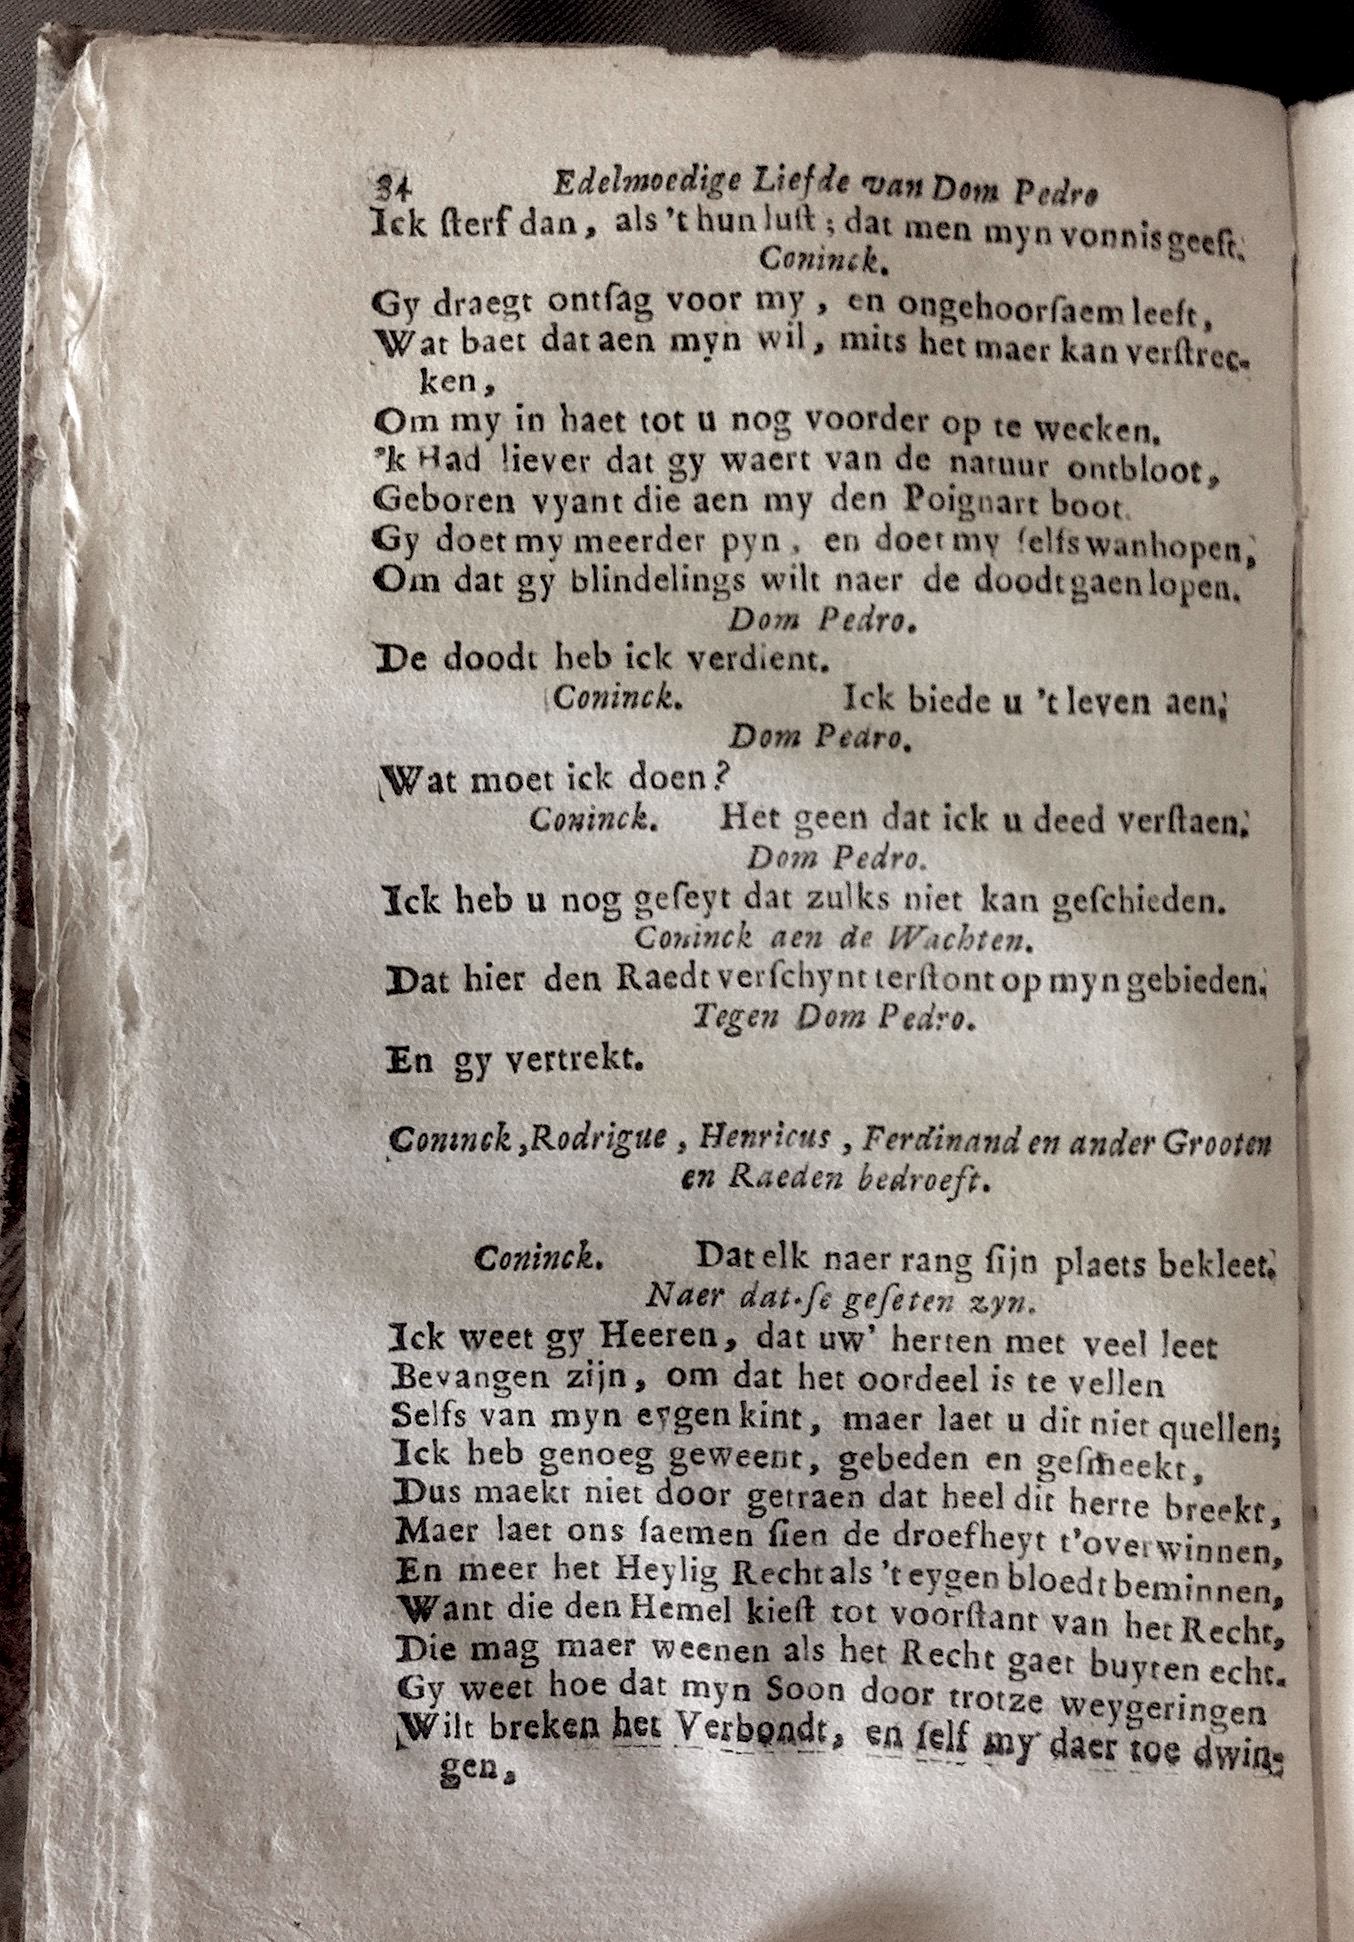 34 Edelmoedige Liefde van Dom Pedro
Ick ſterf dan, als 't hun luſt; dat men myn vonnis geeft.
Coninck.
Gy draegt ontſag voor my, en ongehoorſaem leeft,
Wat baet dat aen myn wil, mits het maer kan verſtrec-
ken,
Om my in haet tot u nog voorder op te wecken.
'k Had liever dat gy waert van de natuur ontbloot,
Geboren vyant die aen my den Poignart boot.
Gy doet my meerder pyn, en doet my ſelfs wanhopen,
Om dat gy blindelings wilt naer de doodt gaen lopen.
Dom Pedro.
De doodt heb ick verdient.
Coninck. Ick biede u 't leven aen;
Dom Pedro.
Wat moet ick doen?
Coninck. Het geen dat ick u deed verſtaen.
Dom Pedro.
Ick heb u nog geſeyt dat zulks niet kan geſchieden.
Coninck aen de Wachten.
Dat hier den Raedt verſchynt terſtont op myn gebieden.
Tegen Dom Pedro.
En gy vertrekt.
Coninck, Rodrigue, Henricus, Ferdinand en ander Grooten
en Raeden bedroeft.
Coninck. Dat elk naer rang ſijn plaets bekleet.
Naer dat-ſe geſeten zyn.
Ick weet gy Heeren, dat uw' herten met veel leet
Bevangen zijn, om dat het oordeel is te vellen
Selfs van myn eygen kint, maer laet u dit niet quellen;
Ick heb genoeg geweent, gebeden en geſmeekt,
Dus maekt niet door getraen dat heel dit herte breekt,
Maer laet ons ſaemen ſien de droefheyt t'overwinnen,
En meer het Heylig Recht als 't eygen bloedt beminnen,
Want die den Hemel kieſt tot voorſtant van het Recht,
Die mag maer weenen als het Recht gaet buyten echt.
Gy weet hoe dat myn Soon door trotze weygeringen
Wilt breken het Verbondt, en ſelf my daer toe dwin-
gen,